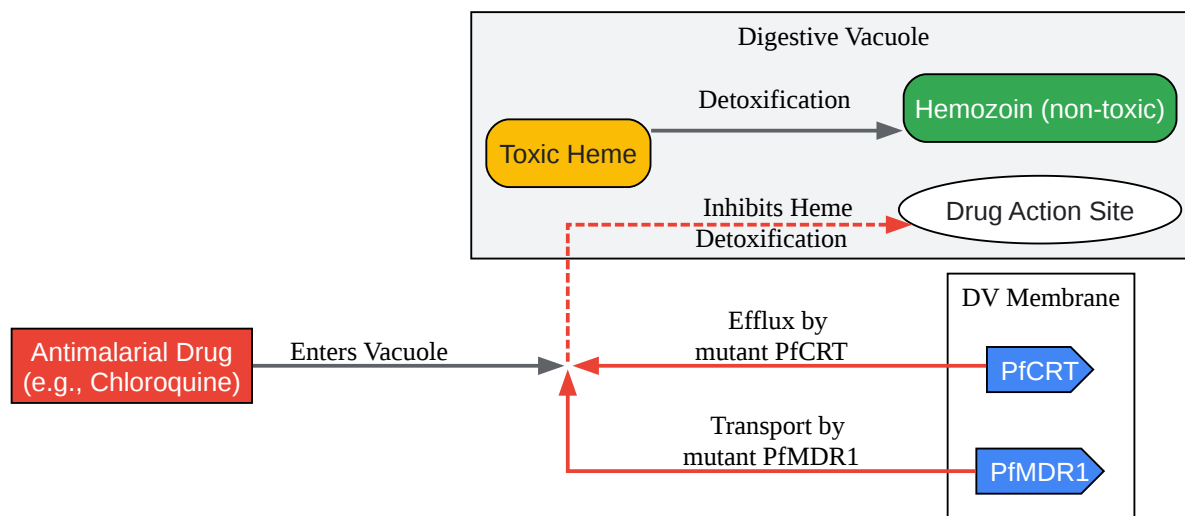 Digestive Vacuole
Detoxification
Hemozoin (non-toxic)
Toxic Heme
Inhibits Heme
Detoxification
Drug Action Site
DV Membrane
Antimalarial Drug
(e.g., Chloroquine)
Enters Vacuole
Efflux by
mutant PfCRT
PfCRT
Transport by
mutant PfMDR1
PfMDR1